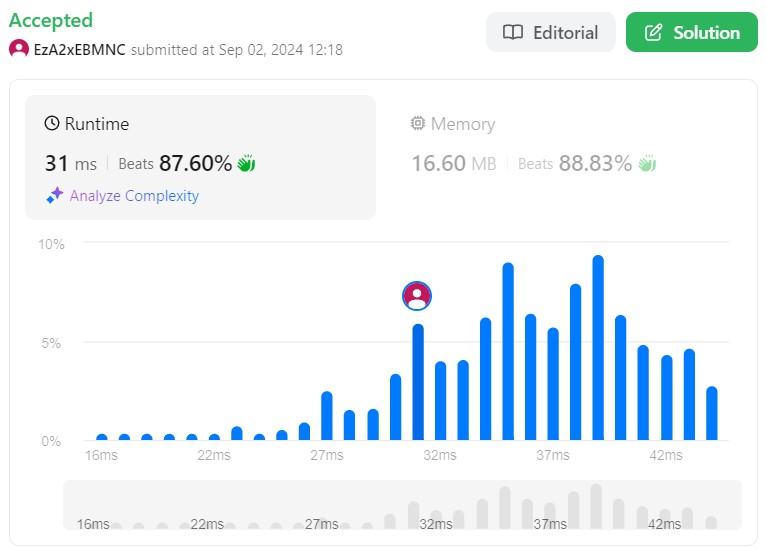 Accepted
EzA2xEBMNC submitted at Sep 02, 2024 12:18
Editorial
Solution
Runtime
31 ms Beats 87.60%
Analyze Complexity
Memory
16.60 MB Beats 88.83%
10%
5%
0%
16ms 22ms 27ms 32ms 37ms 42ms
16ms 22ms 27ms 32ms 37ms 42ms